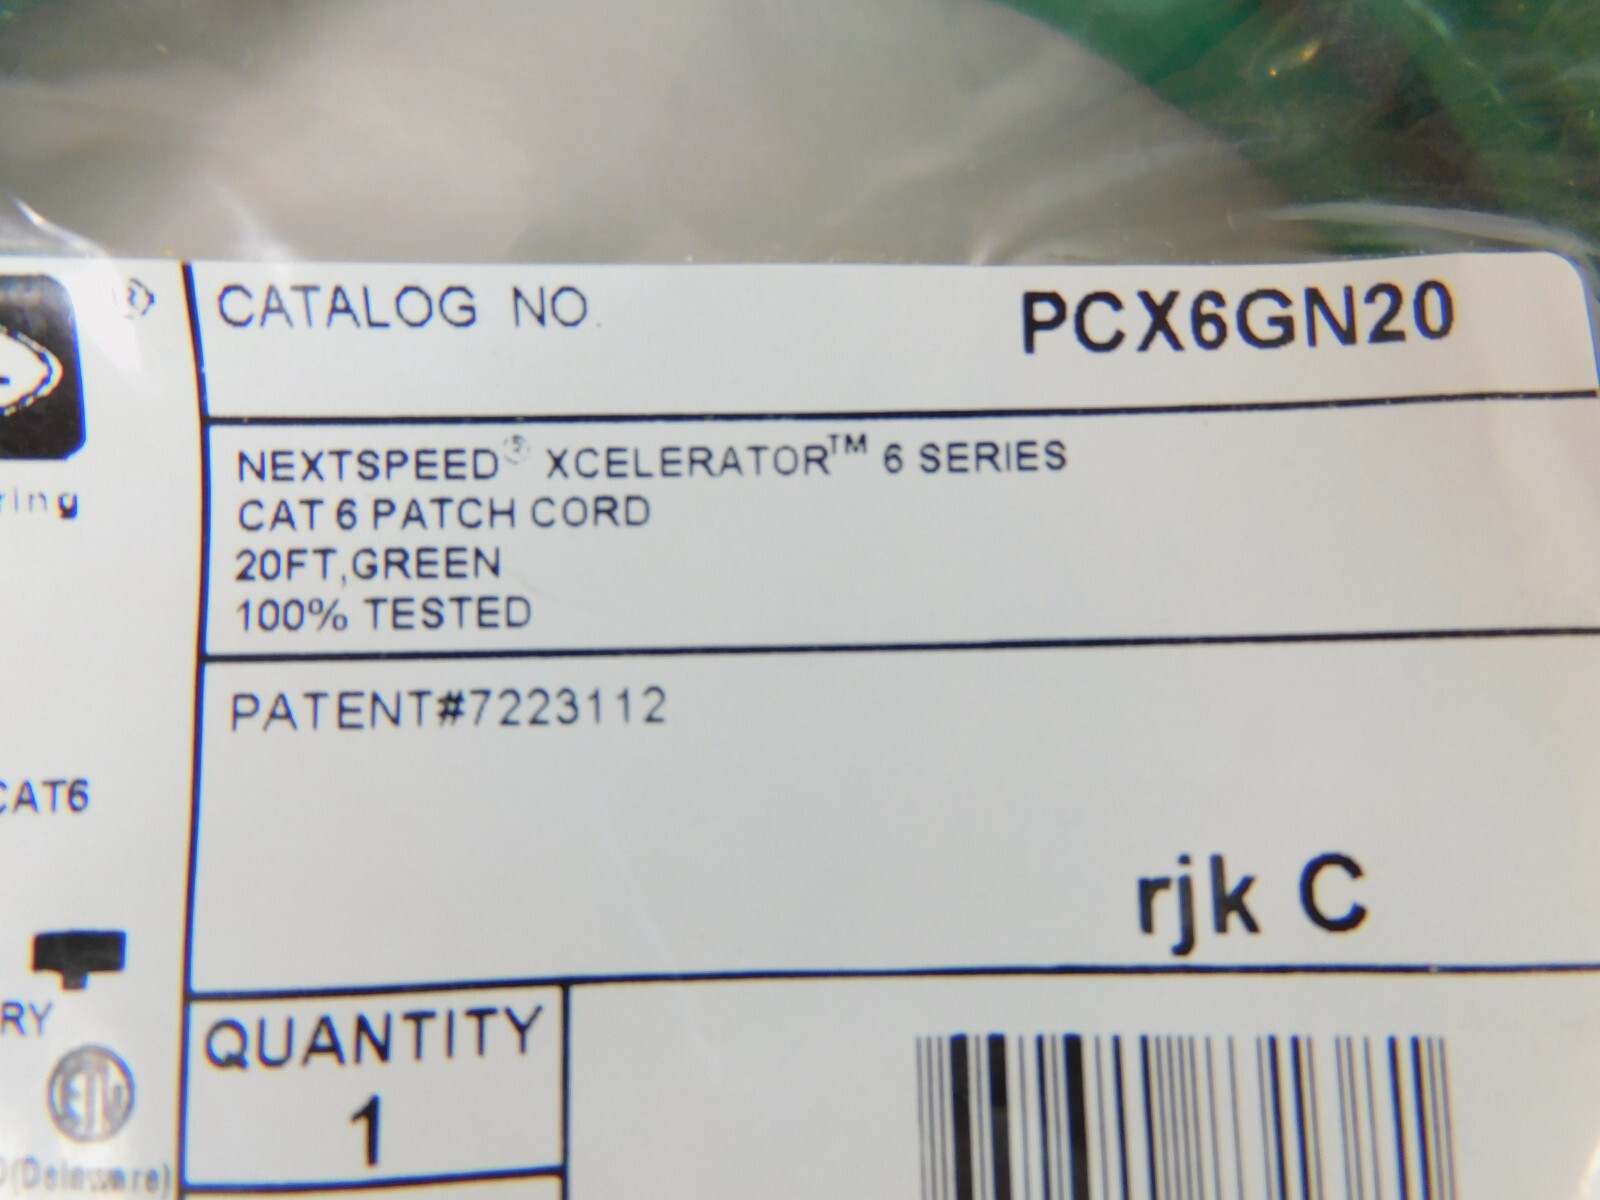 CATALOG NO. PCX6GN20
NEXTSPEED® XCELERATOR™ 6 SERIES
CAT 6 PATCH CORD
20FT,GREEN
100% TESTED
PATENT#7223112
rjk C
QUANTITY
1
®
ring
CAT6
RY
ETL
(Delaware)